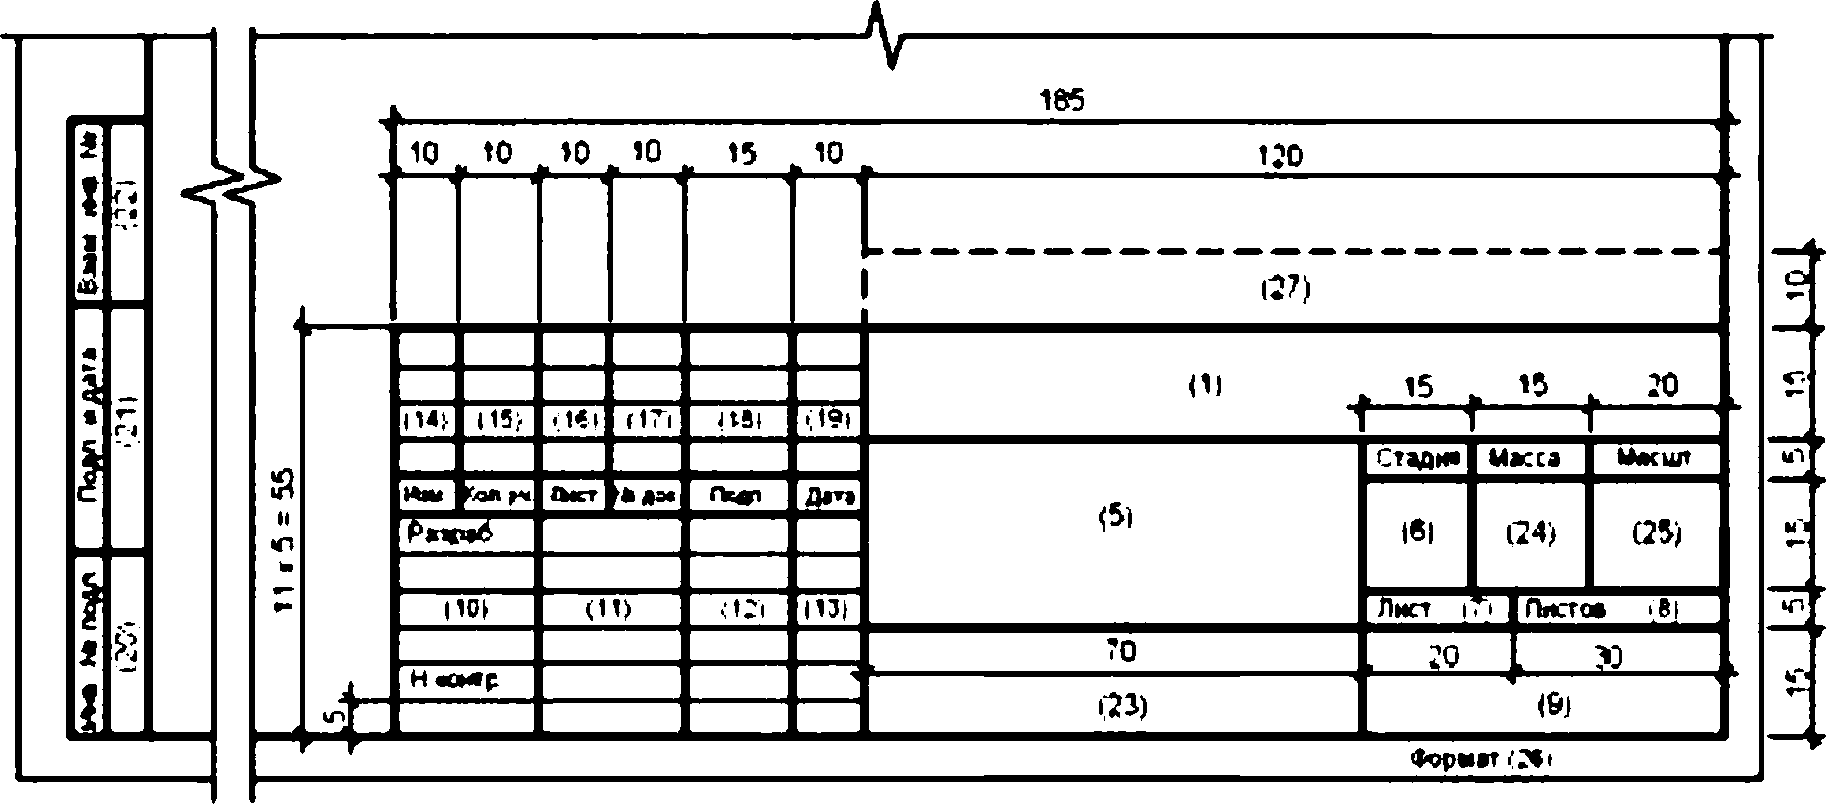 185
10 10 10 10 15 10 120
(27)
10
(1)
15 15 20
15
(14) (15) (16) (17) (18) (19)
Стадия Масса Масшт
5
Изм Кол уч Лист № док Подп Дата
(5)
(6) (24) (25)
15
Разраб
(10) (11) (12) (13)
Лист (7) Листов (8)
5
70 20 30
Н контр
(23) (9)
15
5
11 x 5 = 55
Формат (26)
Взам инв №
(22)
Подп и дата
(21)
Инв № подл
(20)